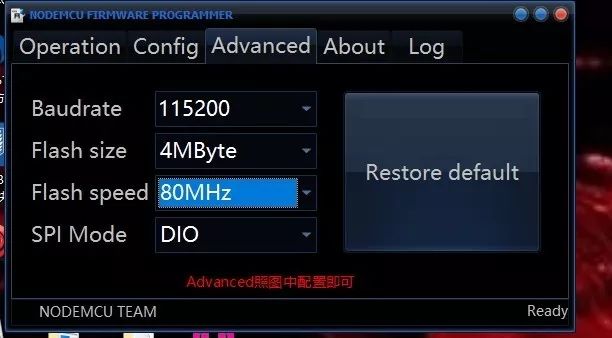 NODEMCU FIRMWARE PROGRAMMER
Operation Config Advanced About Log
Baudrate 115200
Flash size 4MByte
Flash speed 80MHz
SPI Mode DIO
Restore default
Advanced照图中配置即可
NODEMCU TEAM Ready